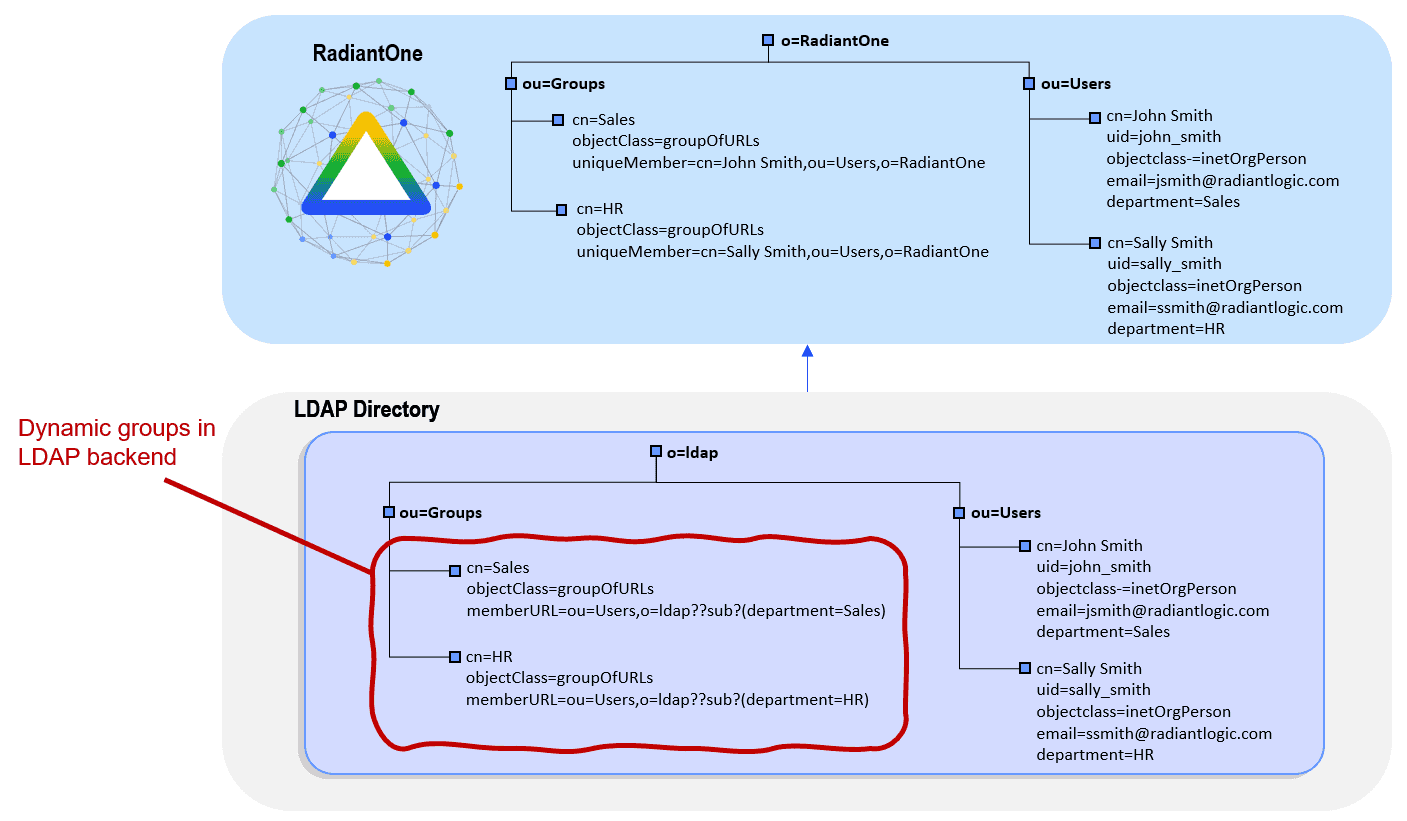 RadiantOne
o=RadiantOne
ou=Groups
cn=Sales
objectClass=groupOfURLs
uniqueMember=cn=John Smith,ou=Users,o=RadiantOne
cn=HR
objectClass=groupOfURLs
uniqueMember=cn=Sally Smith,ou=Users,o=RadiantOne
ou=Users
cn=John Smith
uid=john_smith
objectclass-=inetOrgPerson
email=jsmith@radiantlogic.com
department=Sales
cn=Sally Smith
uid=sally_smith
objectclass=inetOrgPerson
email=ssmith@radiantlogic.com
department=HR
Dynamic groups in
LDAP backend
LDAP Directory
o=ldap
ou=Groups
cn=Sales
objectClass=groupOfURLs
memberURL=ou=Users,o=ldap??sub?(department=Sales)
cn=HR
objectClass=groupOfURLs
memberURL=ou=Users,o=ldap??sub?(department=HR)
ou=Users
cn=John Smith
uid=john_smith
objectclass-=inetOrgPerson
email=jsmith@radiantlogic.com
department=Sales
cn=Sally Smith
uid=sally_smith
objectclass=inetOrgPerson
email=ssmith@radiantlogic.com
department=HR